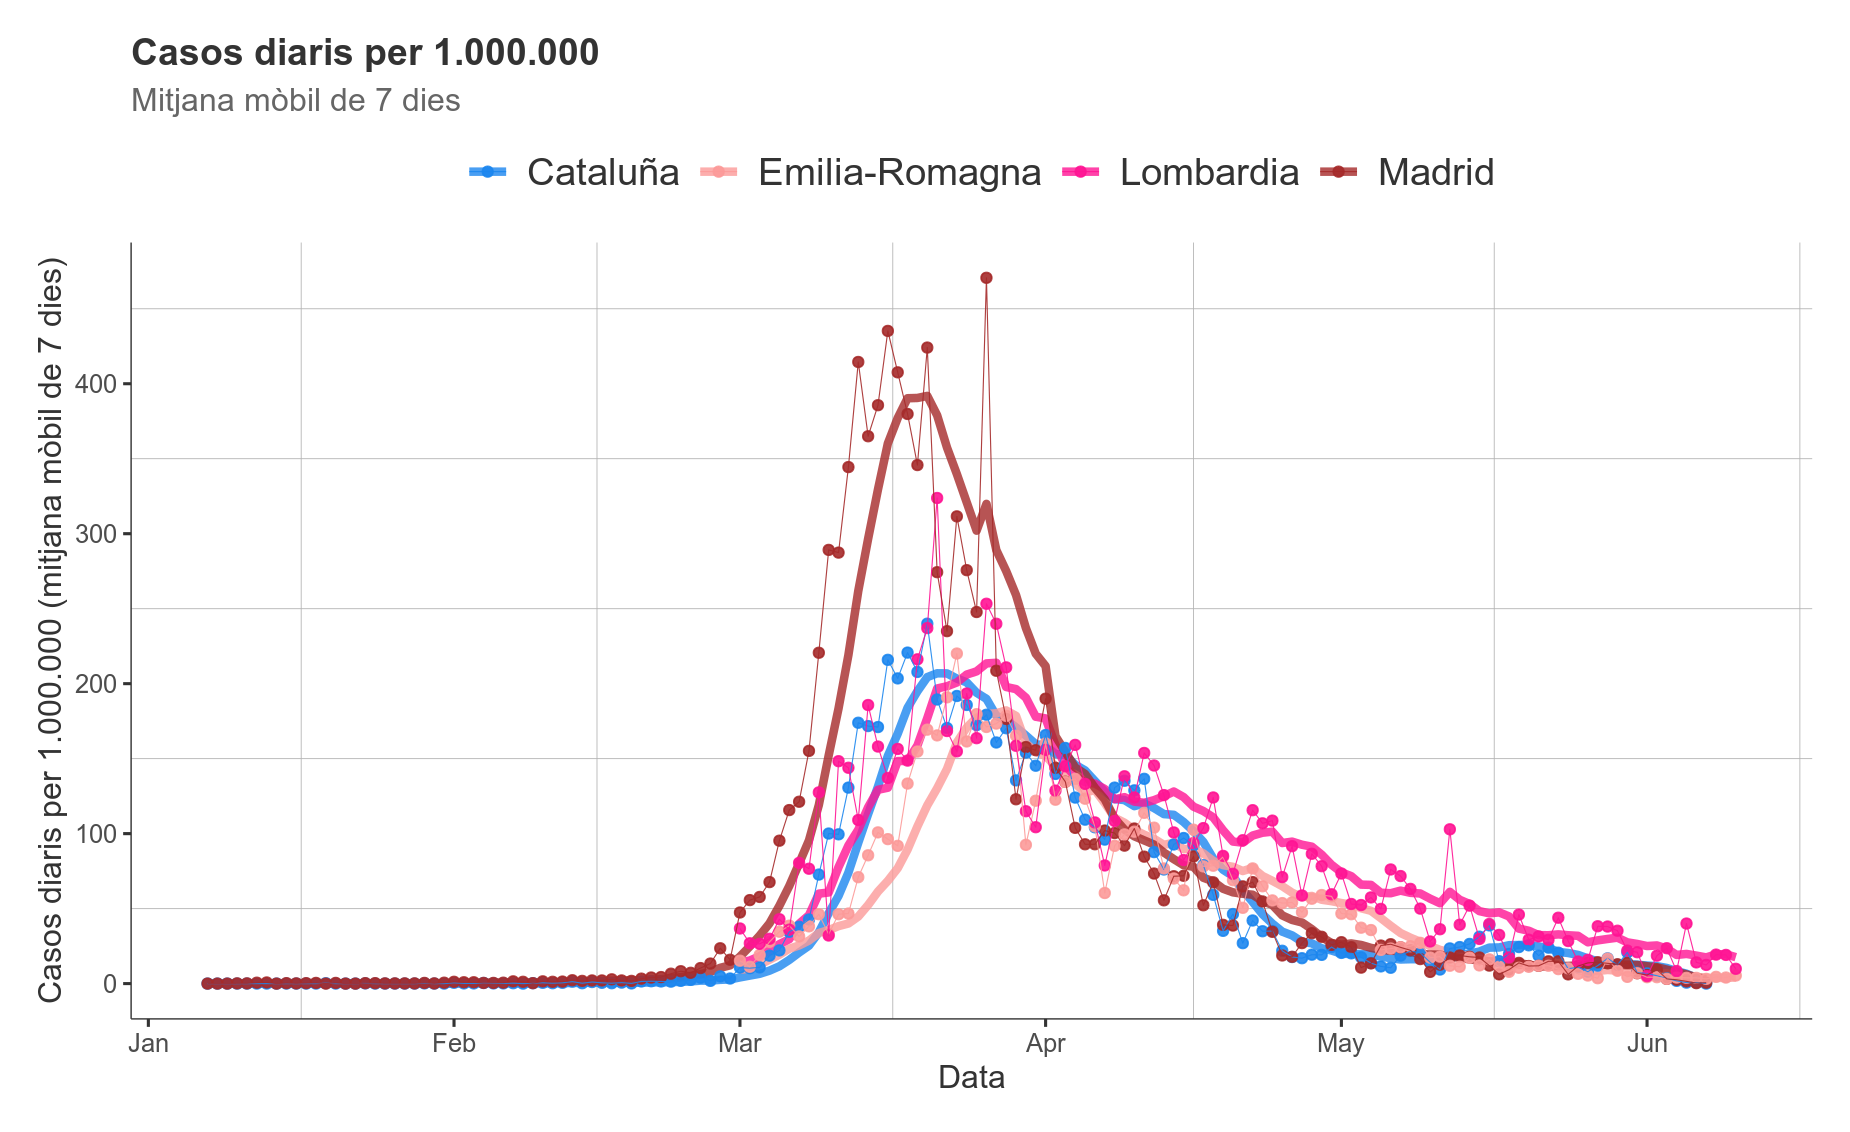 Casos diaris per 1.000.000
Mitjana mòbil de 7 dies
Cataluña Emilia-Romagna Lombardia Madrid
Casos diaris per 1.000.000 (mitjana mòbil de 7 dies)
400
300
200
100
0
Jan Feb Mar Apr May Jun
Data